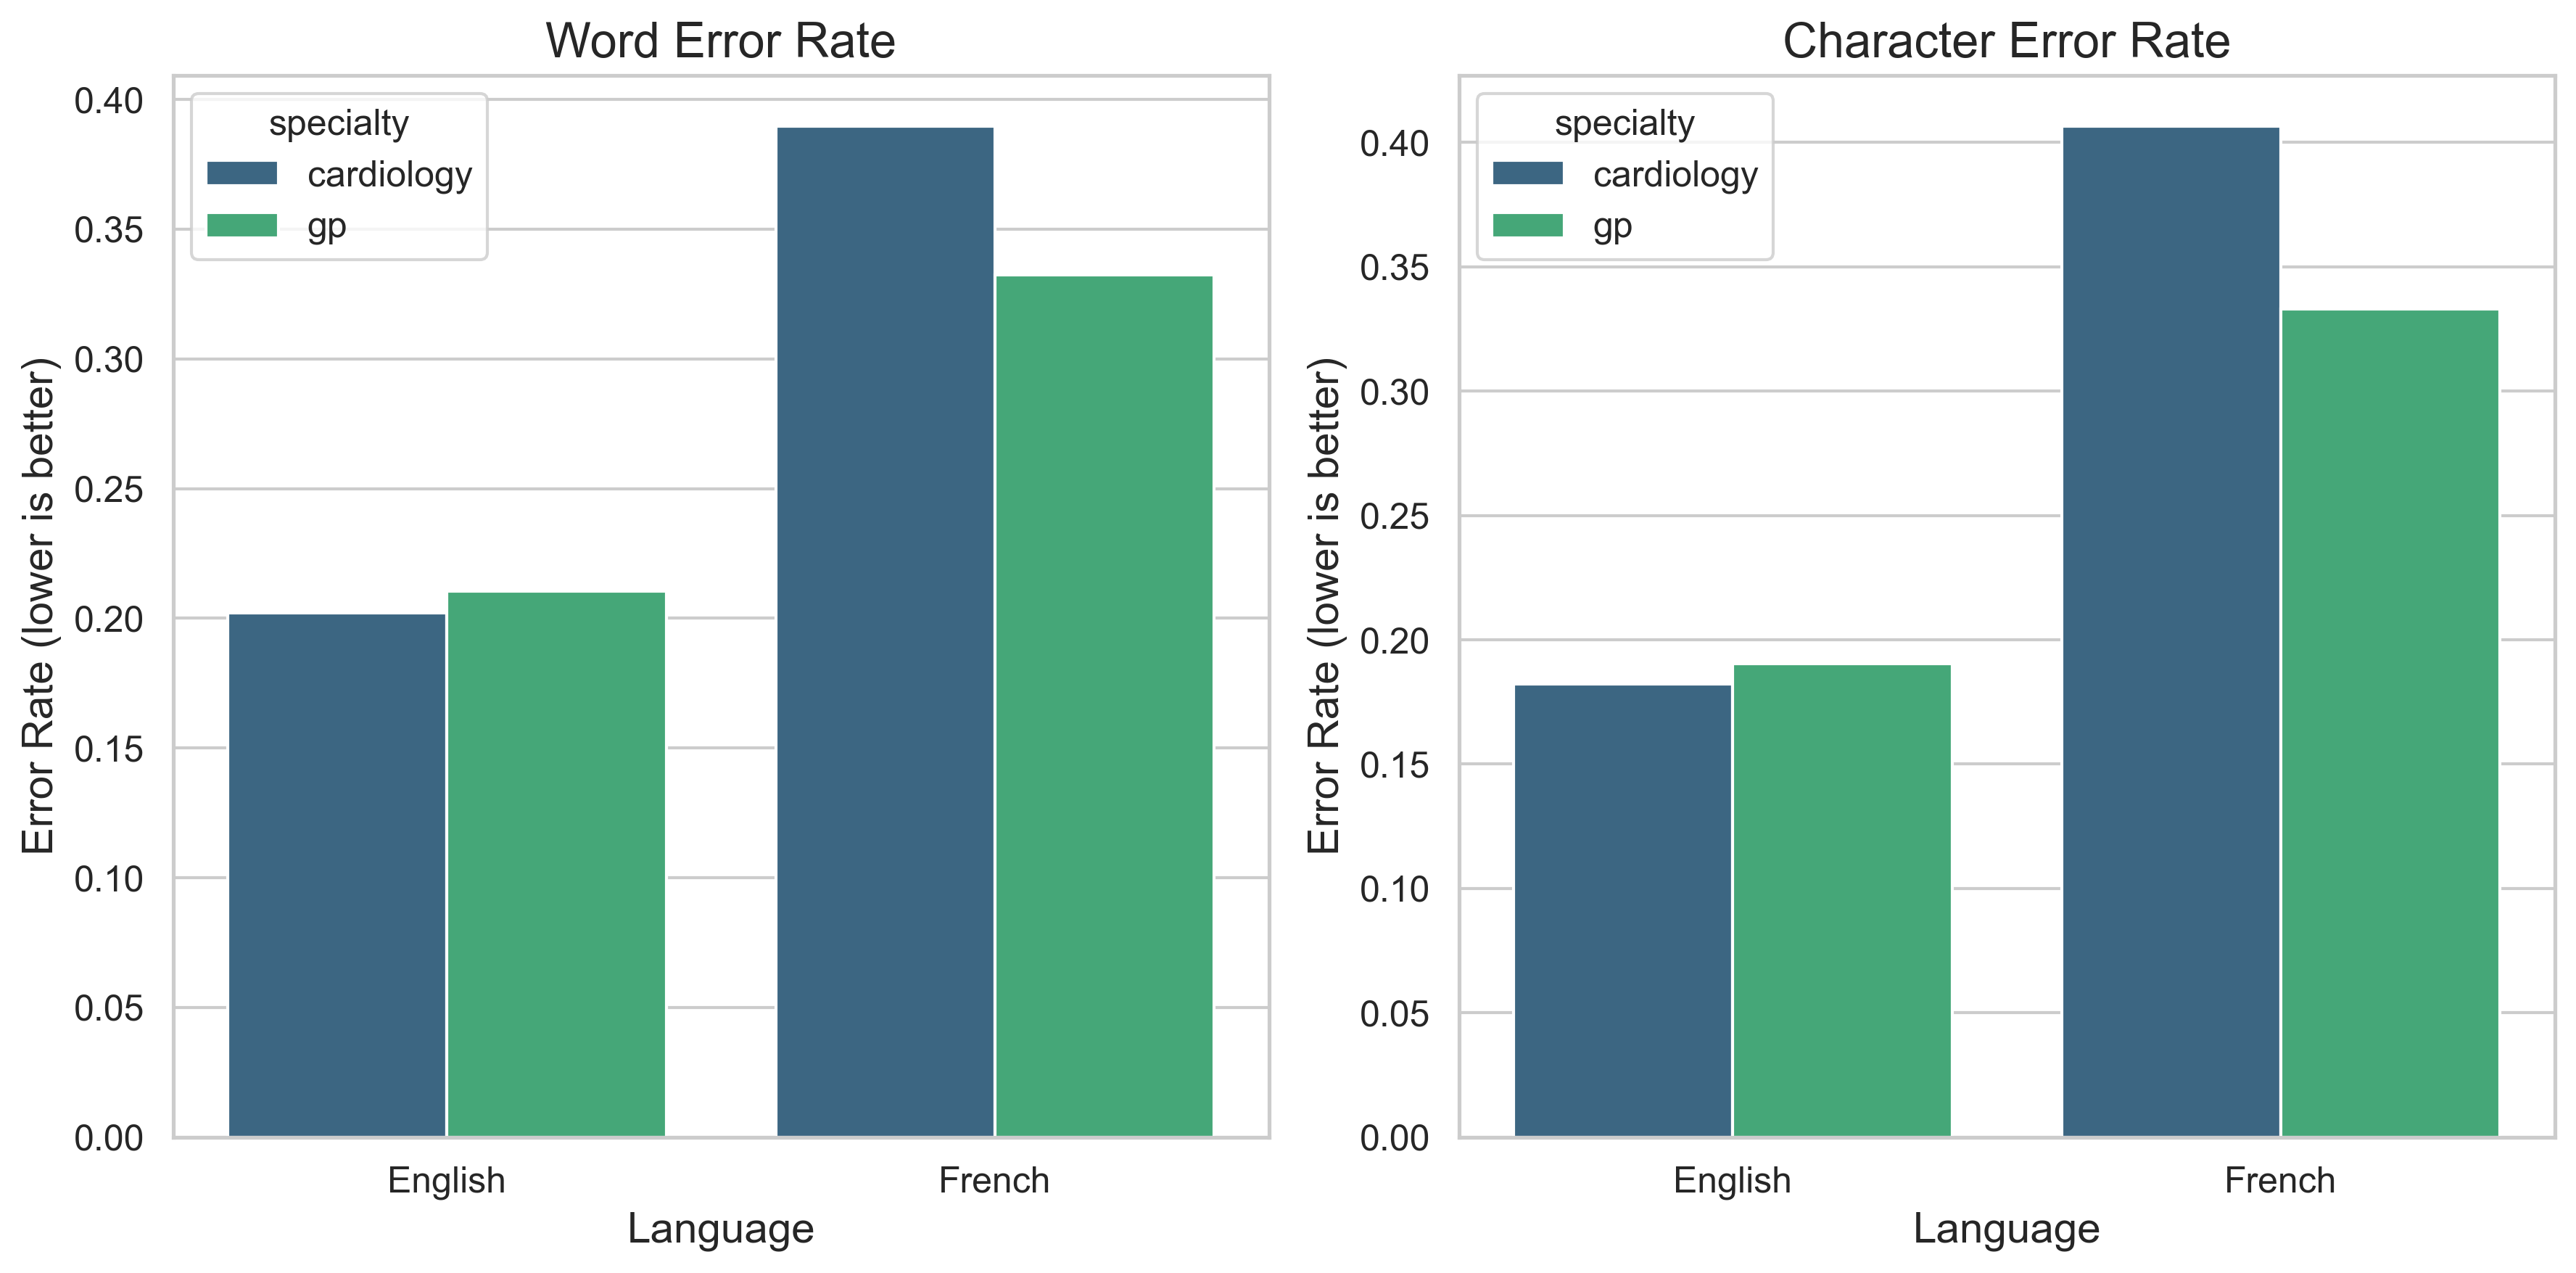 Word Error Rate
Error Rate (lower is better)
0.40
0.35
0.30
0.25
0.20
0.15
0.10
0.05
0.00
specialty
cardiology
gp
English French
Language
Character Error Rate
Error Rate (lower is better)
0.40
0.35
0.30
0.25
0.20
0.15
0.10
0.05
0.00
specialty
cardiology
gp
English French
Language